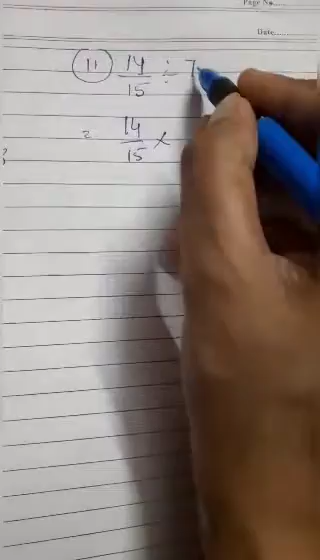 Page No.
Date
11 14/15 ÷ 7
= 14/15 ×